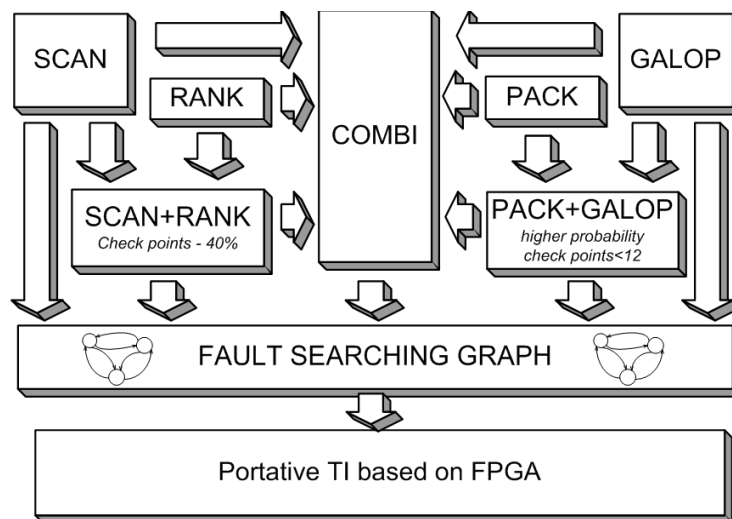 SCAN
GALOP
RANK
PACK
COMBI
SCAN+RANK
Check points - 40%
PACK+GALOP
higher probability
check points<12
FAULT SEARCHING GRAPH
Portative TI based on FPGA